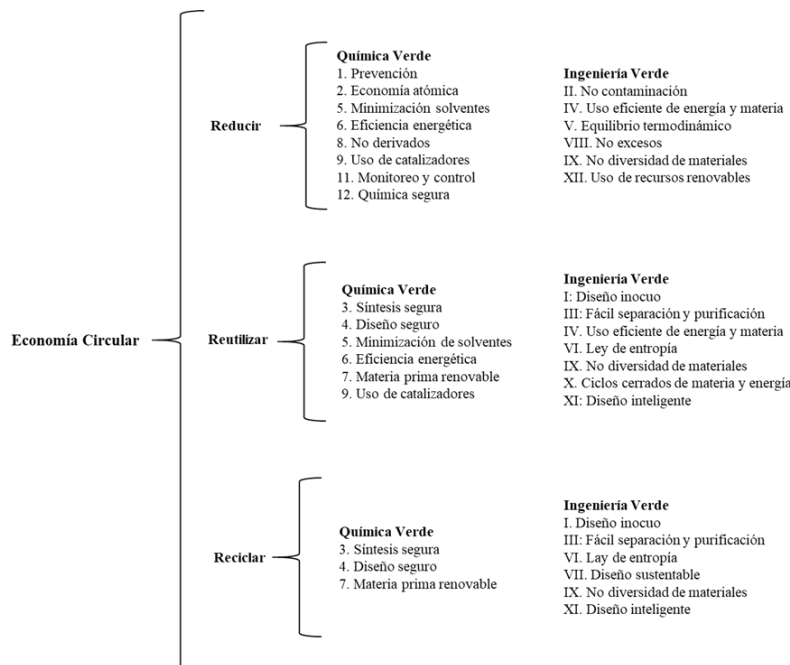 Economía Circular
Reducir
Química Verde
1. Prevención
2. Economía atómica
5. Minimización solventes
6. Eficiencia energética
8. No derivados
9. Uso de catalizadores
11. Monitoreo y control
12. Química segura
Ingeniería Verde
II. No contaminación
IV. Uso eficiente de energía y materia
V. Equilibrio termodinámico
VIII. No excesos
IX. No diversidad de materiales
XII. Uso de recursos renovables
Reutilizar
Química Verde
3. Síntesis segura
4. Diseño seguro
5. Minimización de solventes
6. Eficiencia energética
7. Materia prima renovable
9. Uso de catalizadores
Ingeniería Verde
I: Diseño inocuo
III: Fácil separación y purificación
IV. Uso eficiente de energía y materia
VI. Ley de entropía
IX. No diversidad de materiales
X. Ciclos cerrados de materia y energía
XI: Diseño inteligente
Reciclar
Química Verde
3. Síntesis segura
4. Diseño seguro
7. Materia prima renovable
Ingeniería Verde
I. Diseño inocuo
III: Fácil separación y purificación
VI. Lay de entropía
VII. Diseño sustentable
IX. No diversidad de materiales
XI. Diseño inteligente